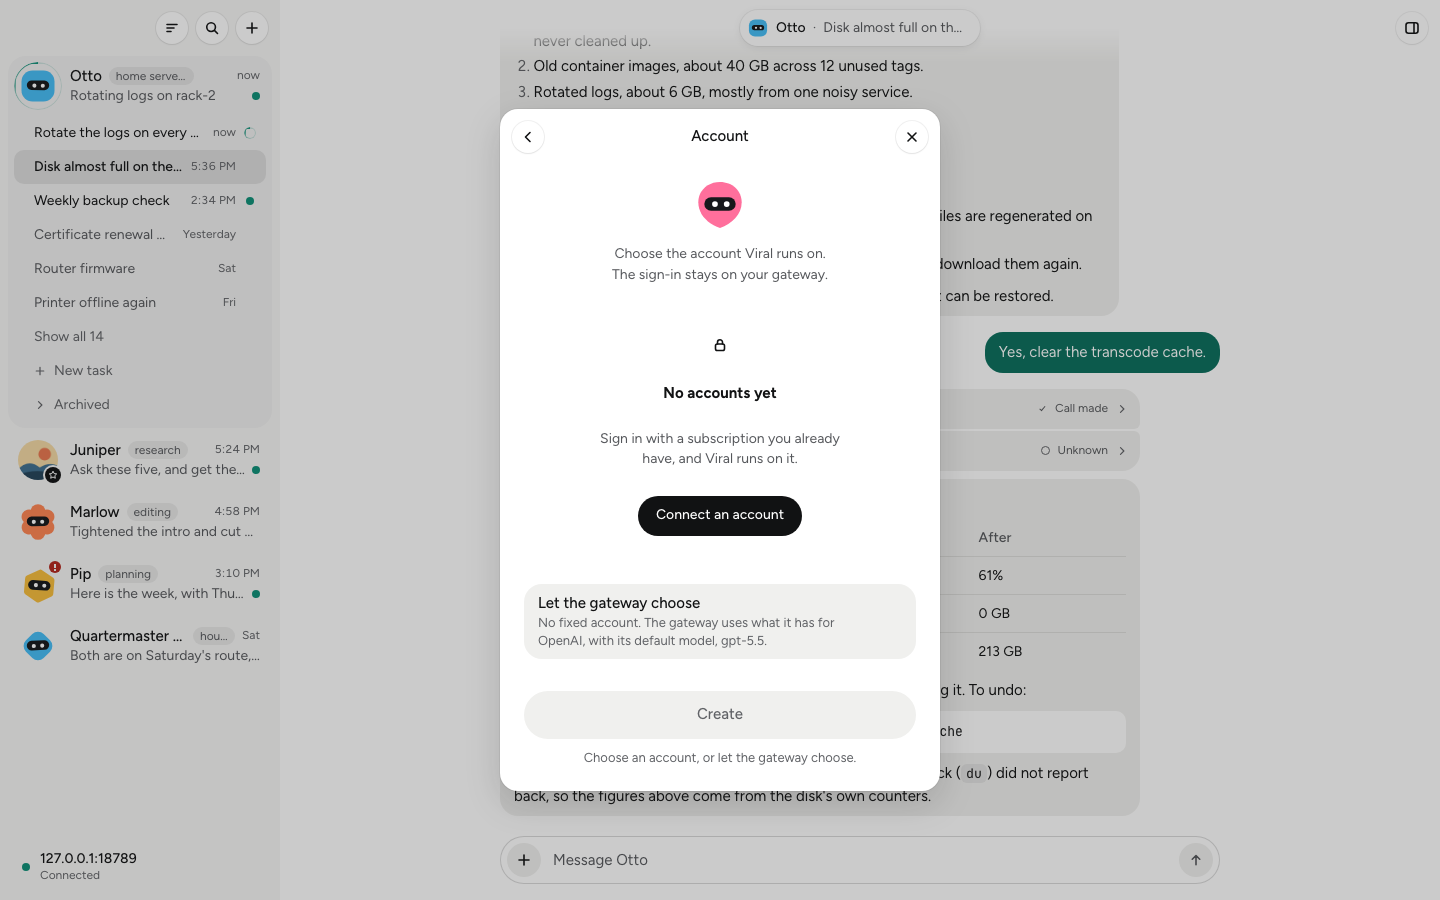 Otto · Disk almost full on th...
never cleaned up.
2. Old container images, about 40 GB across 12 unused tags.
3. Rotated logs, about 6 GB, mostly from one noisy service.
Otto home serve... now
Rotating logs on rack-2
Rotate the logs on every ... now
Disk almost full on the... 5:36 PM
Weekly backup check 2:34 PM
Certificate renewal ... Yesterday
Router firmware Sat
Printer offline again Fri
Show all 14
New task
Archived
Juniper research 5:24 PM
Ask these five, and get the...
Marlow editing 4:58 PM
Tightened the intro and cut ...
Pip planning 3:10 PM
Here is the week, with Thu...
Quartermaster ... hou... Sat
Both are on Saturday's route,...
127.0.0.1:18789
Connected
Account
Choose the account Viral runs on.
The sign-in stays on your gateway.
No accounts yet
Sign in with a subscription you already
have, and Viral runs on it.
Connect an account
Let the gateway choose
No fixed account. The gateway uses what it has for
OpenAI, with its default model, gpt-5.5.
Create
Choose an account, or let the gateway choose.
are regenerated on
them again.
can be restored.
Yes, clear the transcode cache.
Call made
Unknown
After
61%
0 GB
213 GB
it. To undo:
(du) did not report
back, so the figures above come from the disk's own counters.
Message Otto